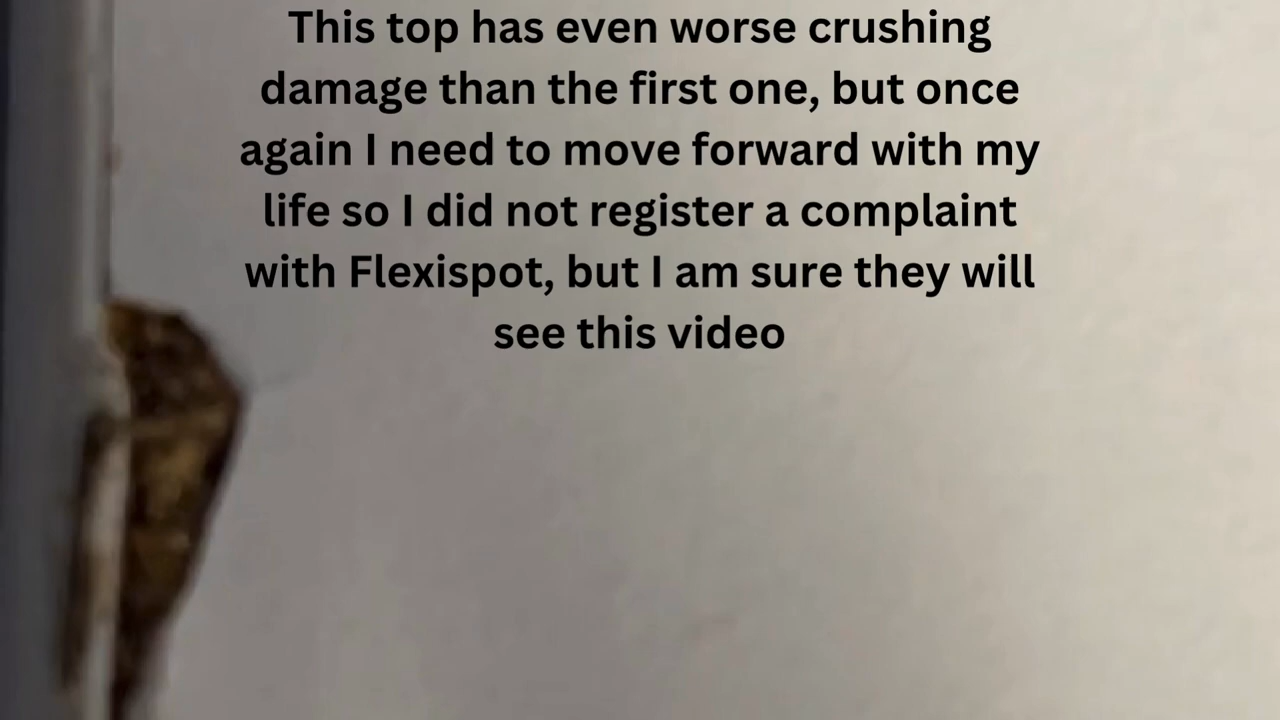 This top has even worse crushing
damage than the first one, but once
again I need to move forward with my
life so I did not register a complaint
with Flexispot, but I am sure they will
see this video